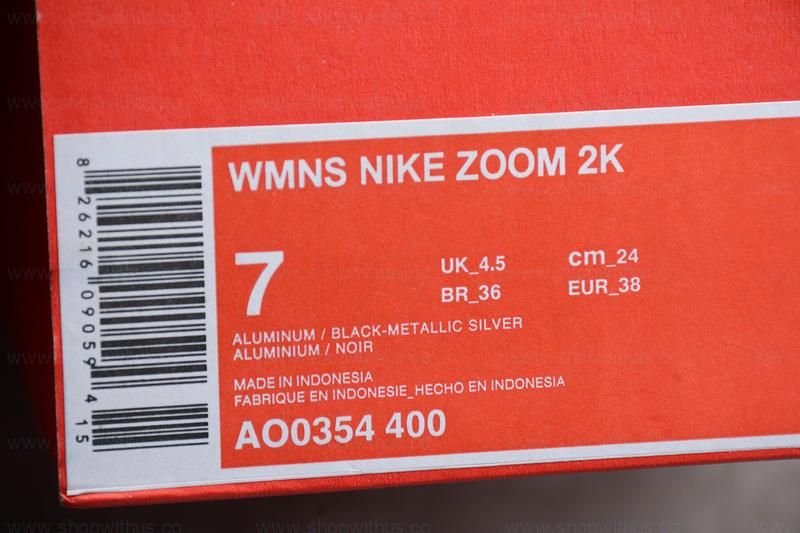 WMNS NIKE ZOOM 2K
7
UK_4.5
cm_24
BR_36
EUR_38
ALUMINUM / BLACK-METALLIC SILVER
ALUMINIUM / NOIR
MADE IN INDONESIA
FABRIQUE EN INDONESIE_HECHO EN INDONESIA
AO0354 400
8 26216 09059 4 15
www.shopwithus.co